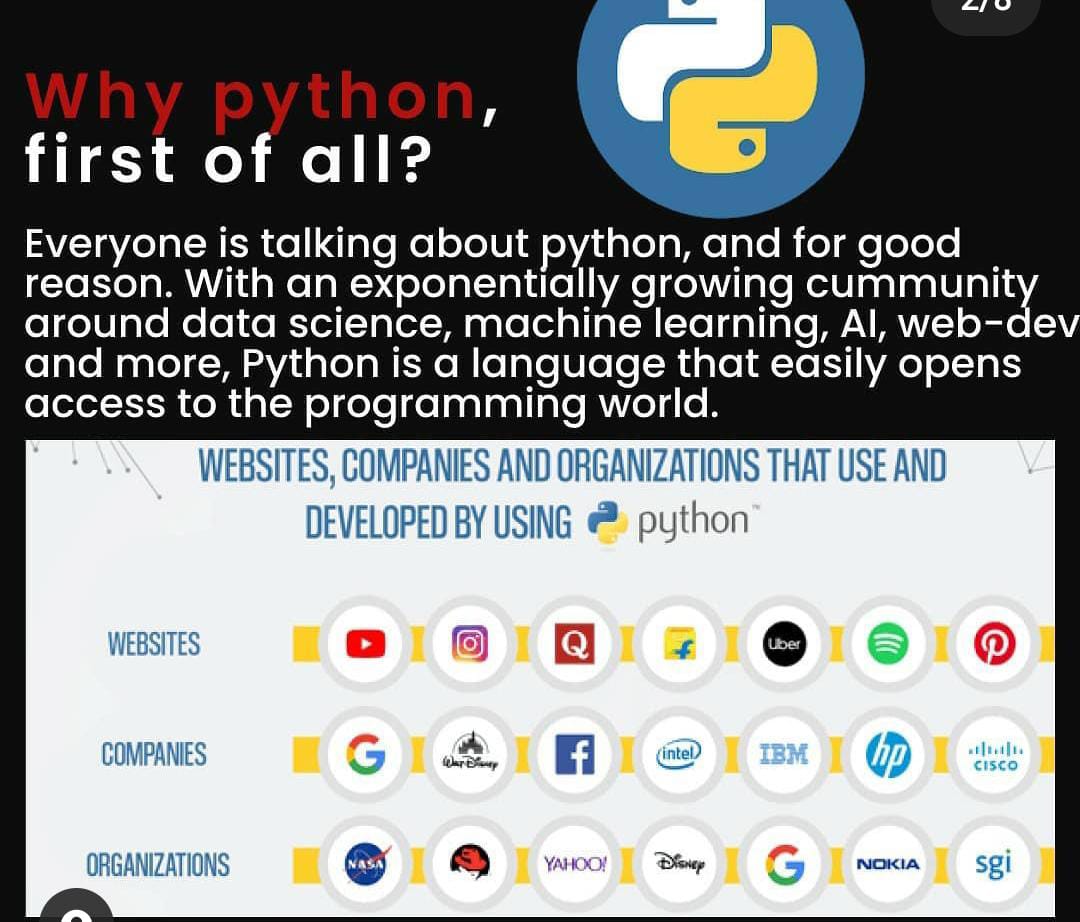 2/8
Why python,
first of all?
Everyone is talking about python, and for good
reason. With an exponentially growing cummunity
around data science, machine learning, AI, web-dev
and more, Python is a language that easily opens
access to the programming world.
WEBSITES, COMPANIES AND ORGANIZATIONS THAT USE AND
DEVELOPED BY USING python™
WEBSITES Q Uber
COMPANIES G WALT DISNEY f intel IBM hp CISCO
ORGANIZATIONS NASA YAHOO! DISNEY G NOKIA sgi